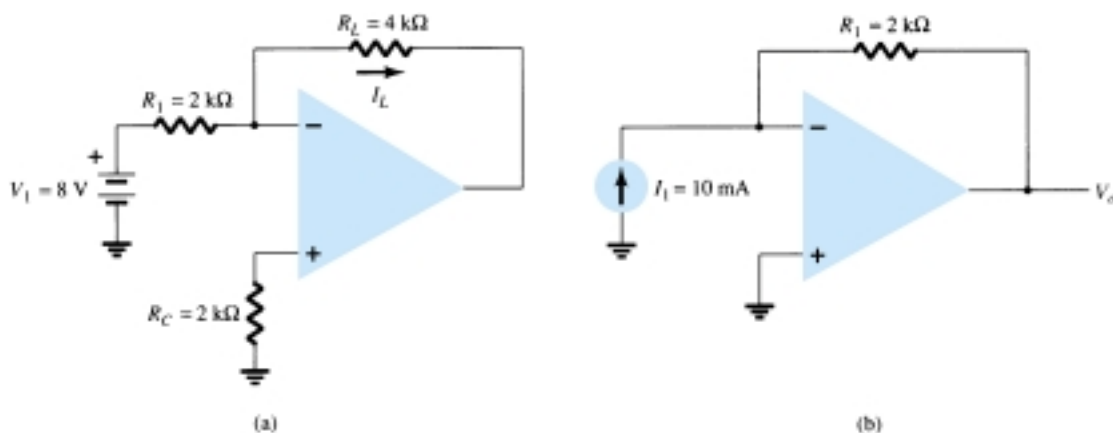 R_L = 4 kΩ
I_L
R_1 = 2 kΩ
−
+
V_1 = 8 V
+
R_C = 2 kΩ
(a)
R_1 = 2 kΩ
−
I_1 = 10 mA
V_o
+
(b)